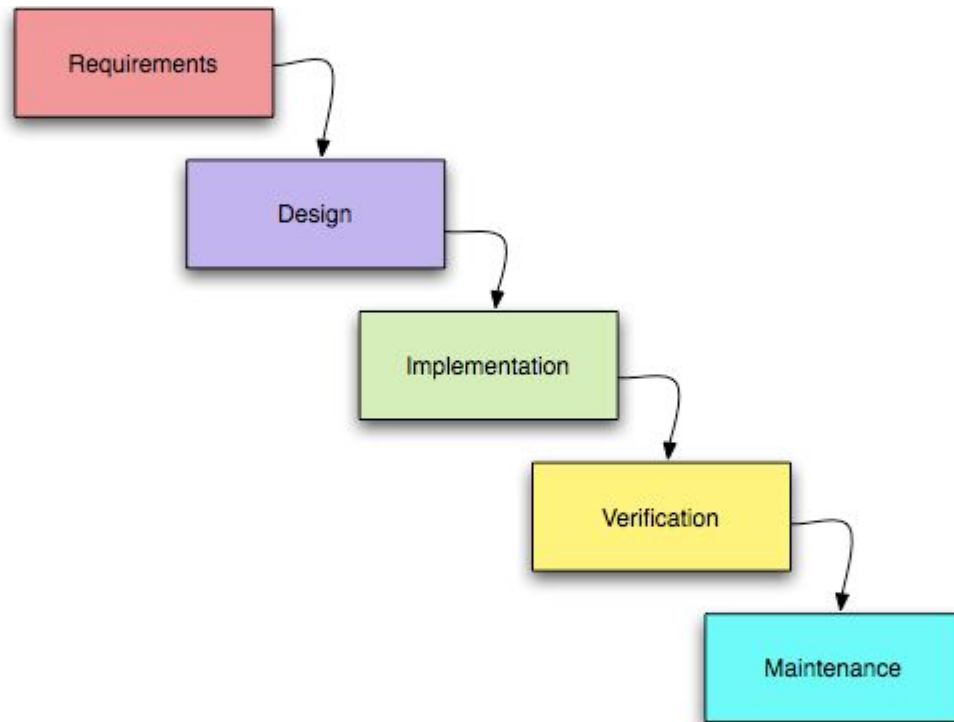 Requirements
Design
Implementation
Verification
Maintenance